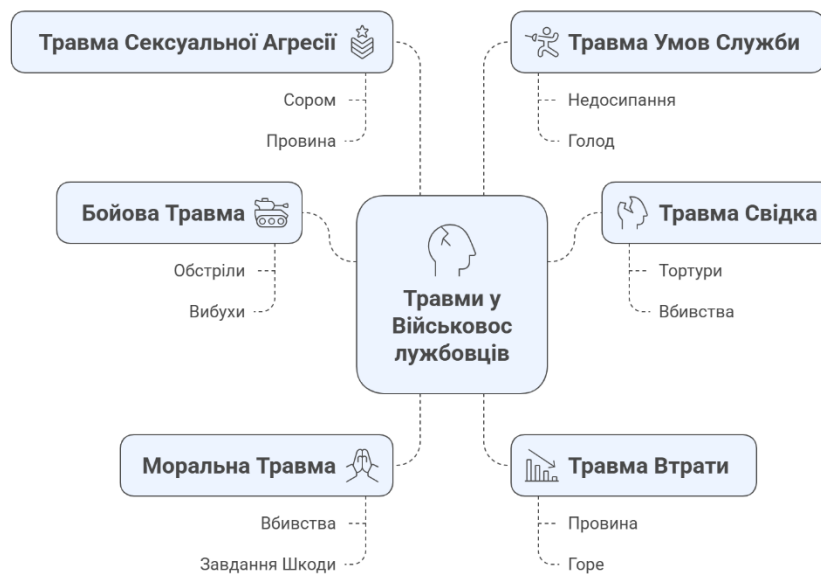 Травма Сексуальної Агресії
Сором
Провина
Травма Умов Служби
Недосипання
Голод
Бойова Травма
Обстріли
Вибухи
Травма Свідка
Тортури
Вбивства
Травми у
Військовос
лужбовців
Моральна Травма
Вбивства
Завдання Шкоди
Травма Втрати
Провина
Горе